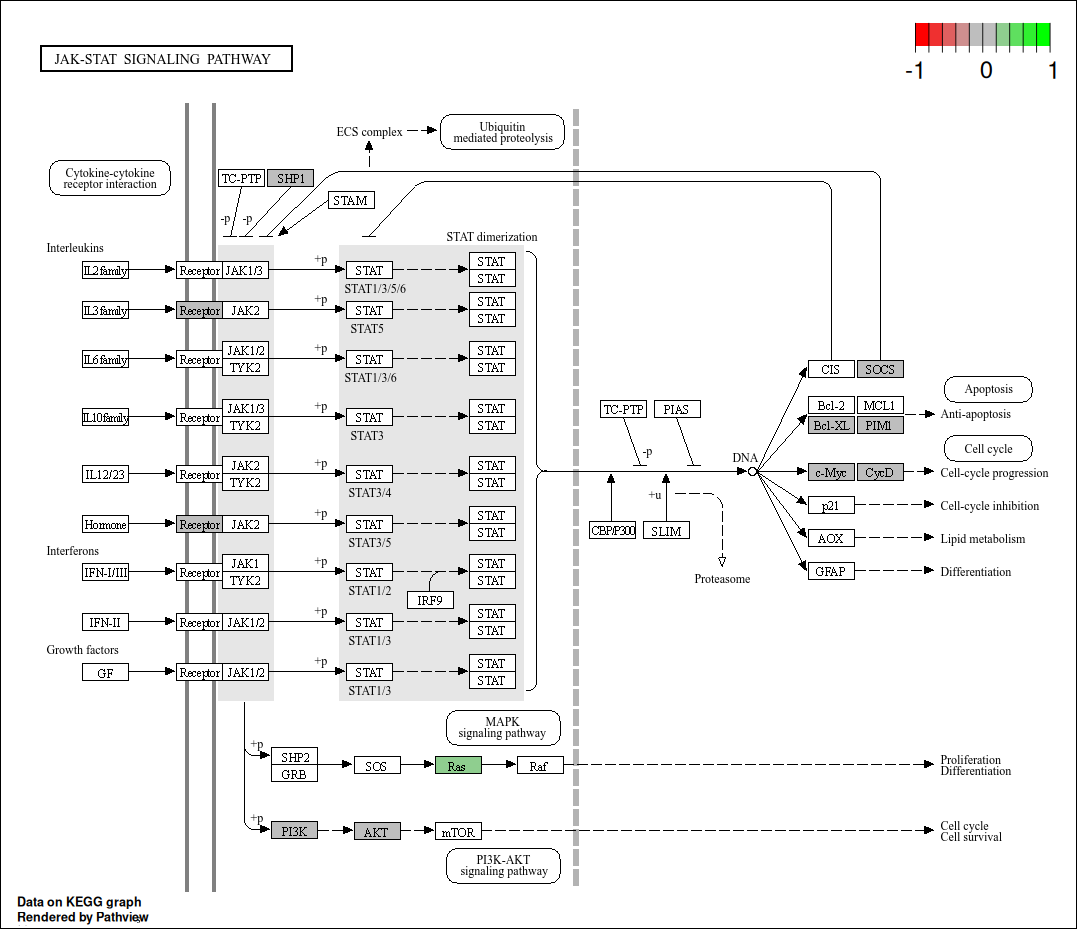 JAK-STAT SIGNALING PATHWAY
-1 0 1
Ubiquitin
mediated proteolysis
ECS complex
Cytokine-cytokine
receptor interaction
TC-PTP SHP1
STAM
-p -p
STAT dimerization
Interleukins
IL2 family Receptor JAK1/3 +p STAT STAT
STAT
STAT1/3/5/6
IL3 family Receptor JAK2 +p STAT STAT
STAT
STAT5
IL6 family Receptor JAK1/2 +p STAT STAT
TYK2 STAT
STAT1/3/6
CIS SOCS
Apoptosis
IL10 family Receptor JAK1/3 +p STAT STAT
TYK2 STAT
STAT3
TC-PTP PIAS
Bcl-2 MCL1
Anti-apoptosis
Bcl-XL PIM1
-p
Cell cycle
DNA
IL12/23 Receptor JAK2 +p STAT STAT
TYK2 STAT
STAT3/4
c-Myc CycD Cell-cycle progression
+u
p21 Cell-cycle inhibition
Hormone Receptor JAK2 +p STAT STAT
STAT
STAT3/5
CBP/P300 SLIM
AOX Lipid metabolism
Interferons
IFN-I/III Receptor JAK1 +p STAT STAT
TYK2 STAT
STAT1/2
IRF9
GFAP Differentiation
Proteasome
IFN-II Receptor JAK1/2 +p STAT STAT
STAT
STAT1/3
Growth factors
GF Receptor JAK1/2 +p STAT STAT
STAT
STAT1/3
MAPK
signaling pathway
+p
SHP2
GRB
SOS Ras Raf
Proliferation
Differentiation
+p
PI3K AKT mTOR
Cell cycle
Cell survival
PI3K-AKT
signaling pathway
Data on KEGG graph
Rendered by Pathview